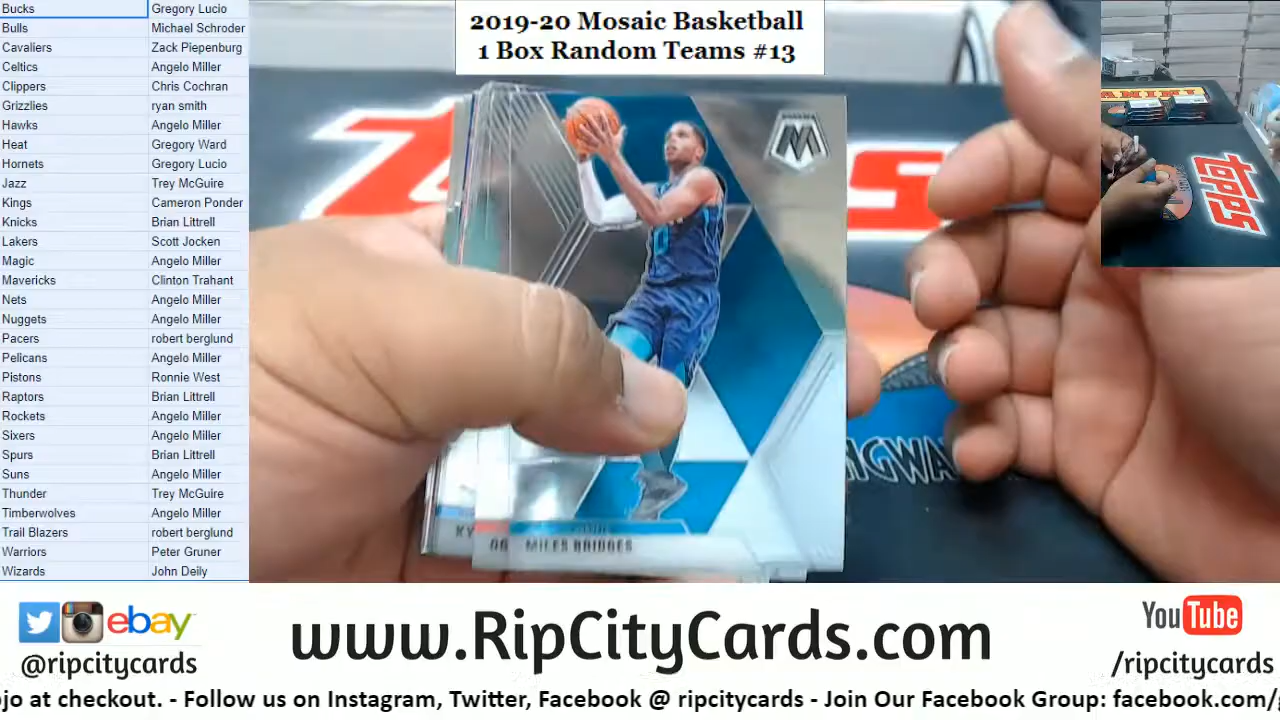 2019-20 Mosaic Basketball
1 Box Random Teams #13
Bucks Gregory Lucio
Bulls Michael Schroder
Cavaliers Zack Piepenburg
Celtics Angelo Miller
Clippers Chris Cochran
Grizzlies ryan smith
Hawks Angelo Miller
Heat Gregory Ward
Hornets Gregory Lucio
Jazz Trey McGuire
Kings Cameron Ponder
Knicks Brian Littrell
Lakers Scott Jocken
Magic Angelo Miller
Mavericks Clinton Trahant
Nets Angelo Miller
Nuggets Angelo Miller
Pacers robert berglund
Pelicans Angelo Miller
Pistons Ronnie West
Raptors Brian Littrell
Rockets Angelo Miller
Sixers Angelo Miller
Spurs Brian Littrell
Suns Angelo Miller
Thunder Trey McGuire
Timberwolves Angelo Miller
Trail Blazers robert berglund
Warriors Peter Gruner
Wizards John Deily
M
MILES BRIDGES
KY
OG
PANINI
topps
ebay
@ripcitycards
www.RipCityCards.com
YouTube
/ripcitycards
ojo at checkout. - Follow us on Instagram, Twitter, Facebook @ ripcitycards - Join Our Facebook Group: facebook.com/g